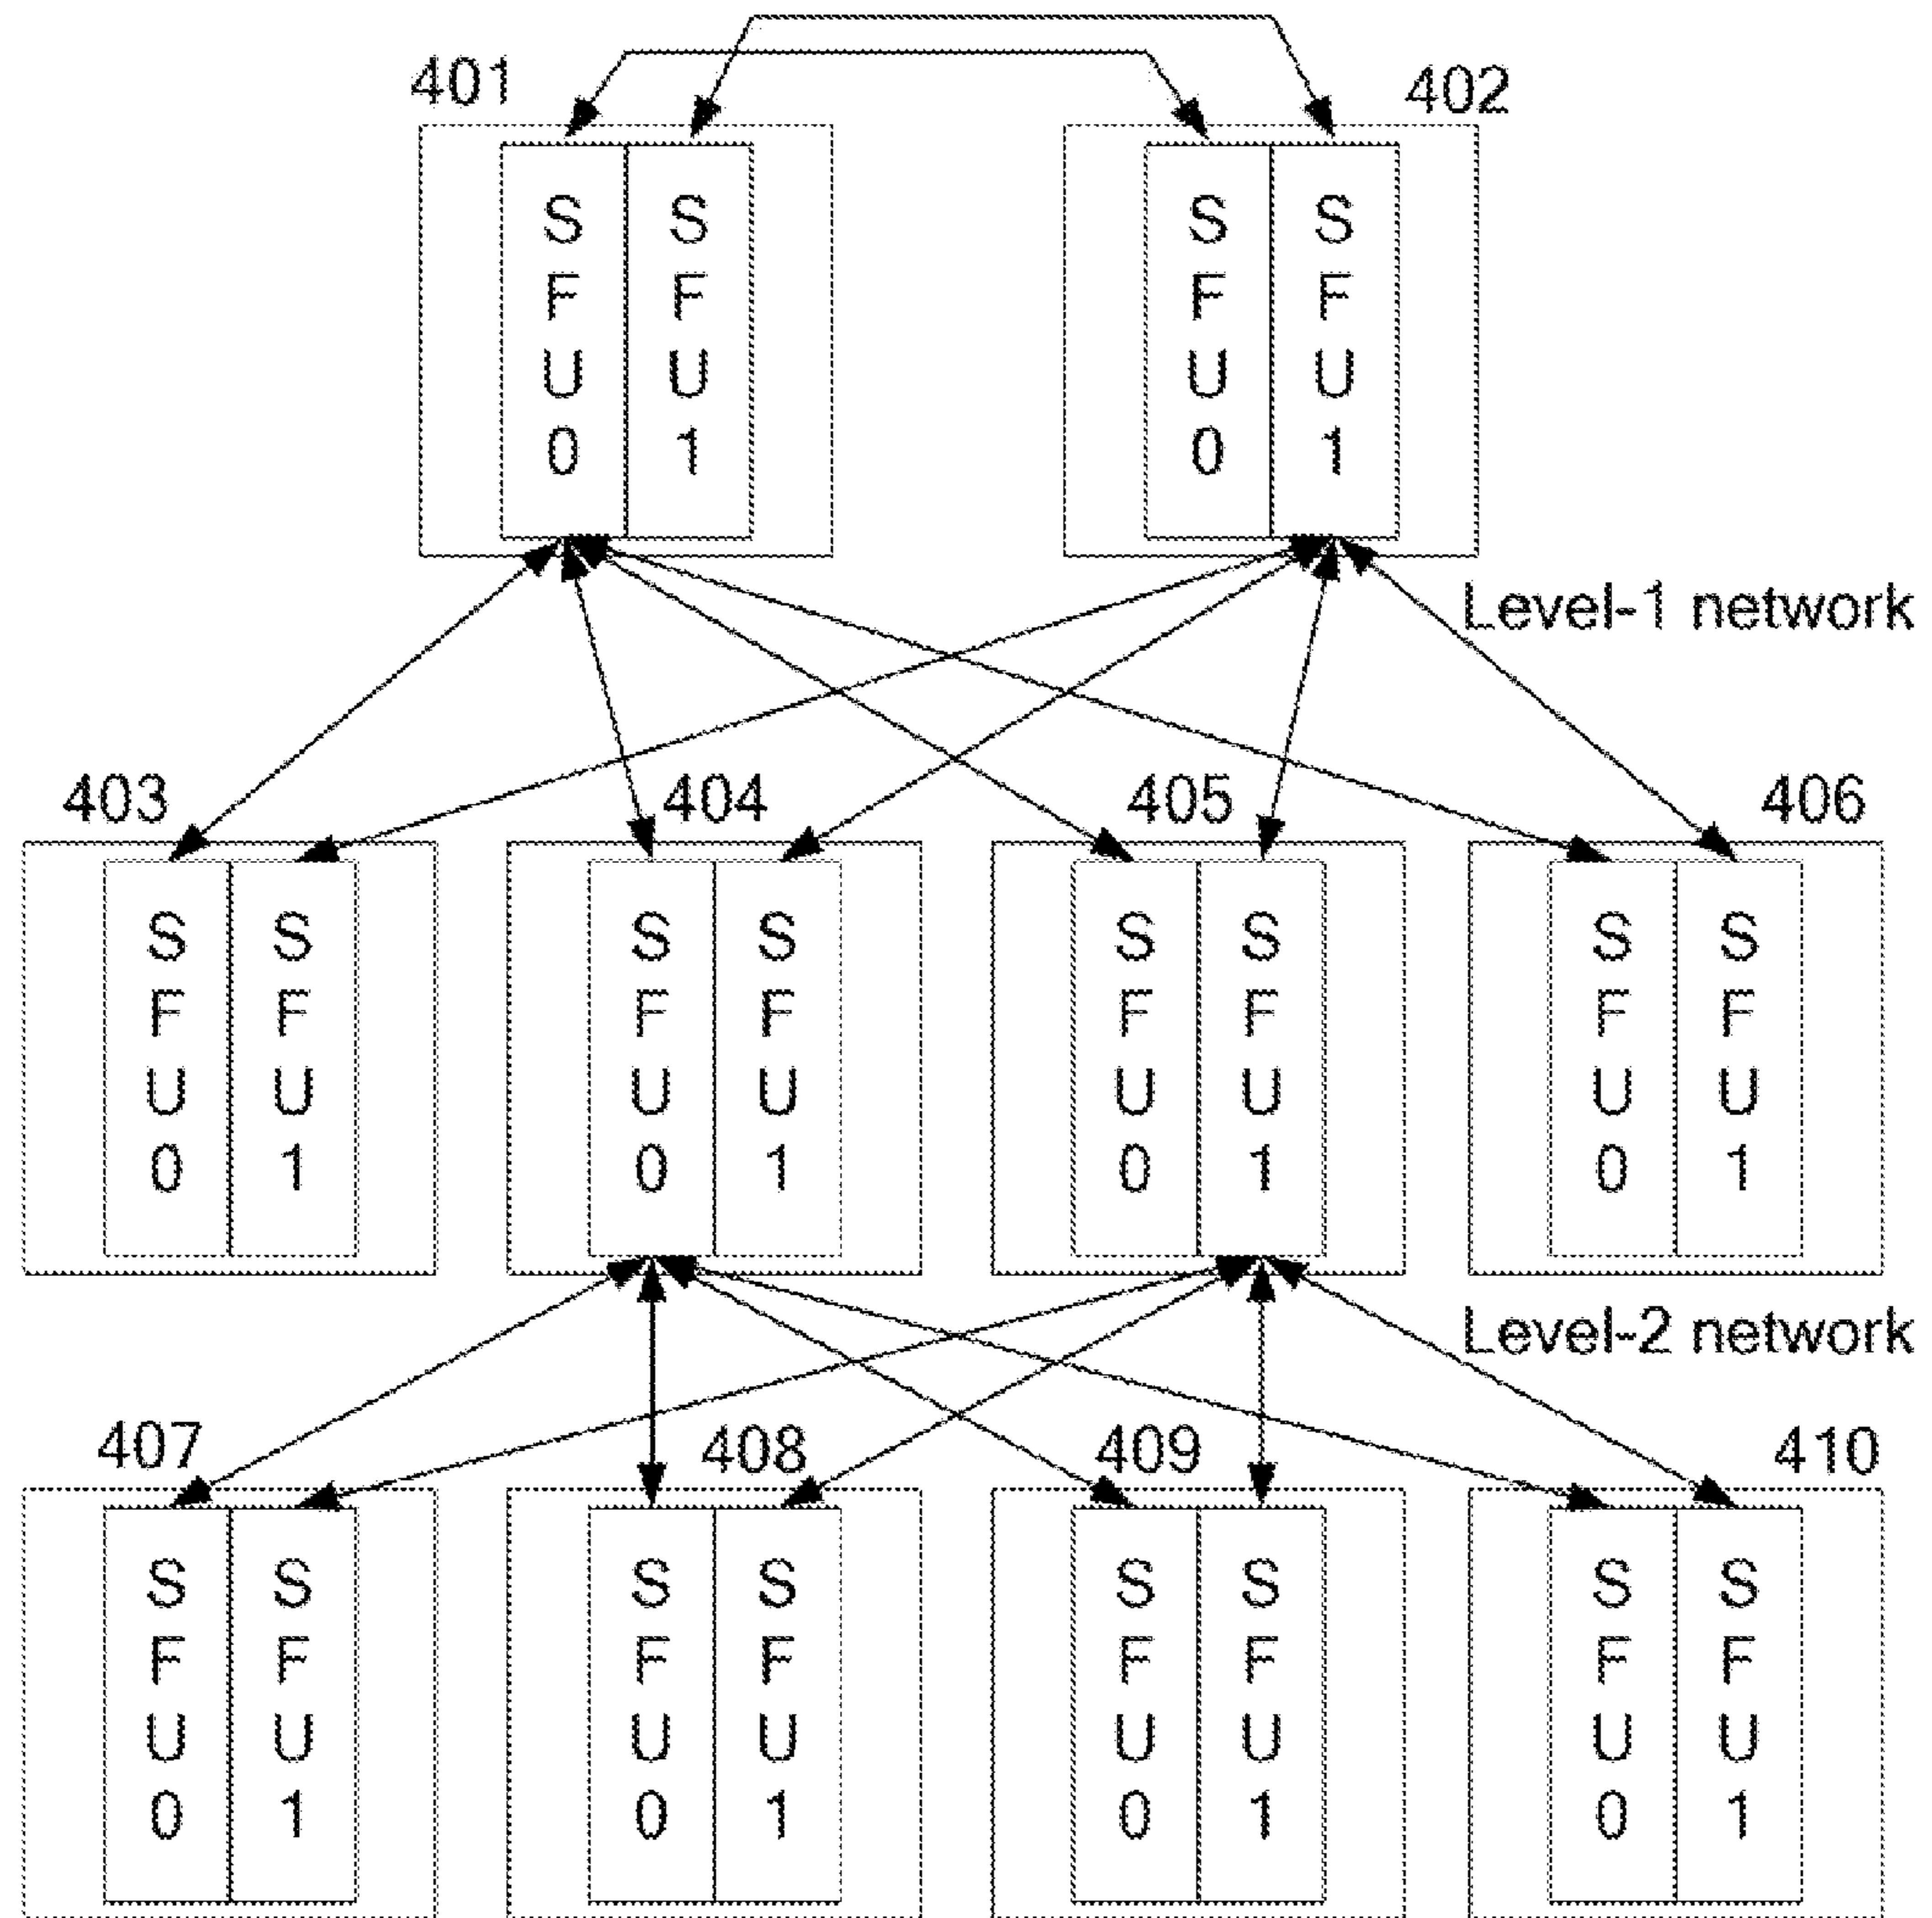 401
402
S S S S
F F F F
U U U U
0 1 0 1
Level-1 network
403 404 405 406
S S S S S S S S
F F F F F F F F
U U U U U U U U
0 1 0 1 0 1 0 1
Level-2 network
407 408 409 410
S S S S S S S S
F F F F F F F F
U U U U U U U U
0 1 0 1 0 1 0 1